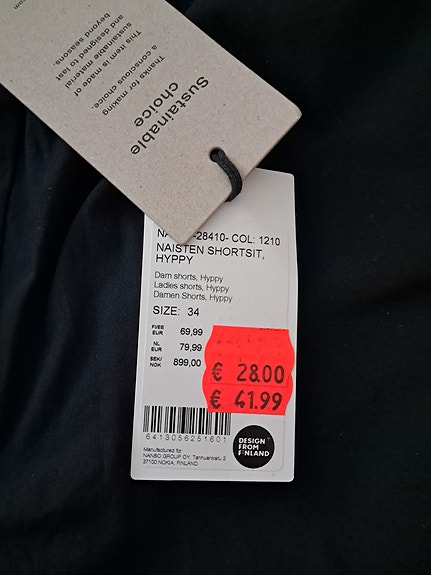 Sustainable
choice
Thanks for making
a conscious choice.
This item is made of
sustainable material
and designed to last
beyond seasons.
-28410- COL: 1210
NAISTEN SHORTSIT,
HYPPY
Dam shorts, Hyppy
Ladies shorts, Hyppy
Damen Shorts, Hyppy
SIZE: 34
FI/EE EUR 69,99
NL EUR 79,99
SEK/ NOK 899,00
€ 28.00
€ 41.99
6413056251601
DESIGN
FROM
FINLAND
Manufactured for
NANSO GROUP OY, Tehtaankatu 2
37100 NOKIA, FINLAND